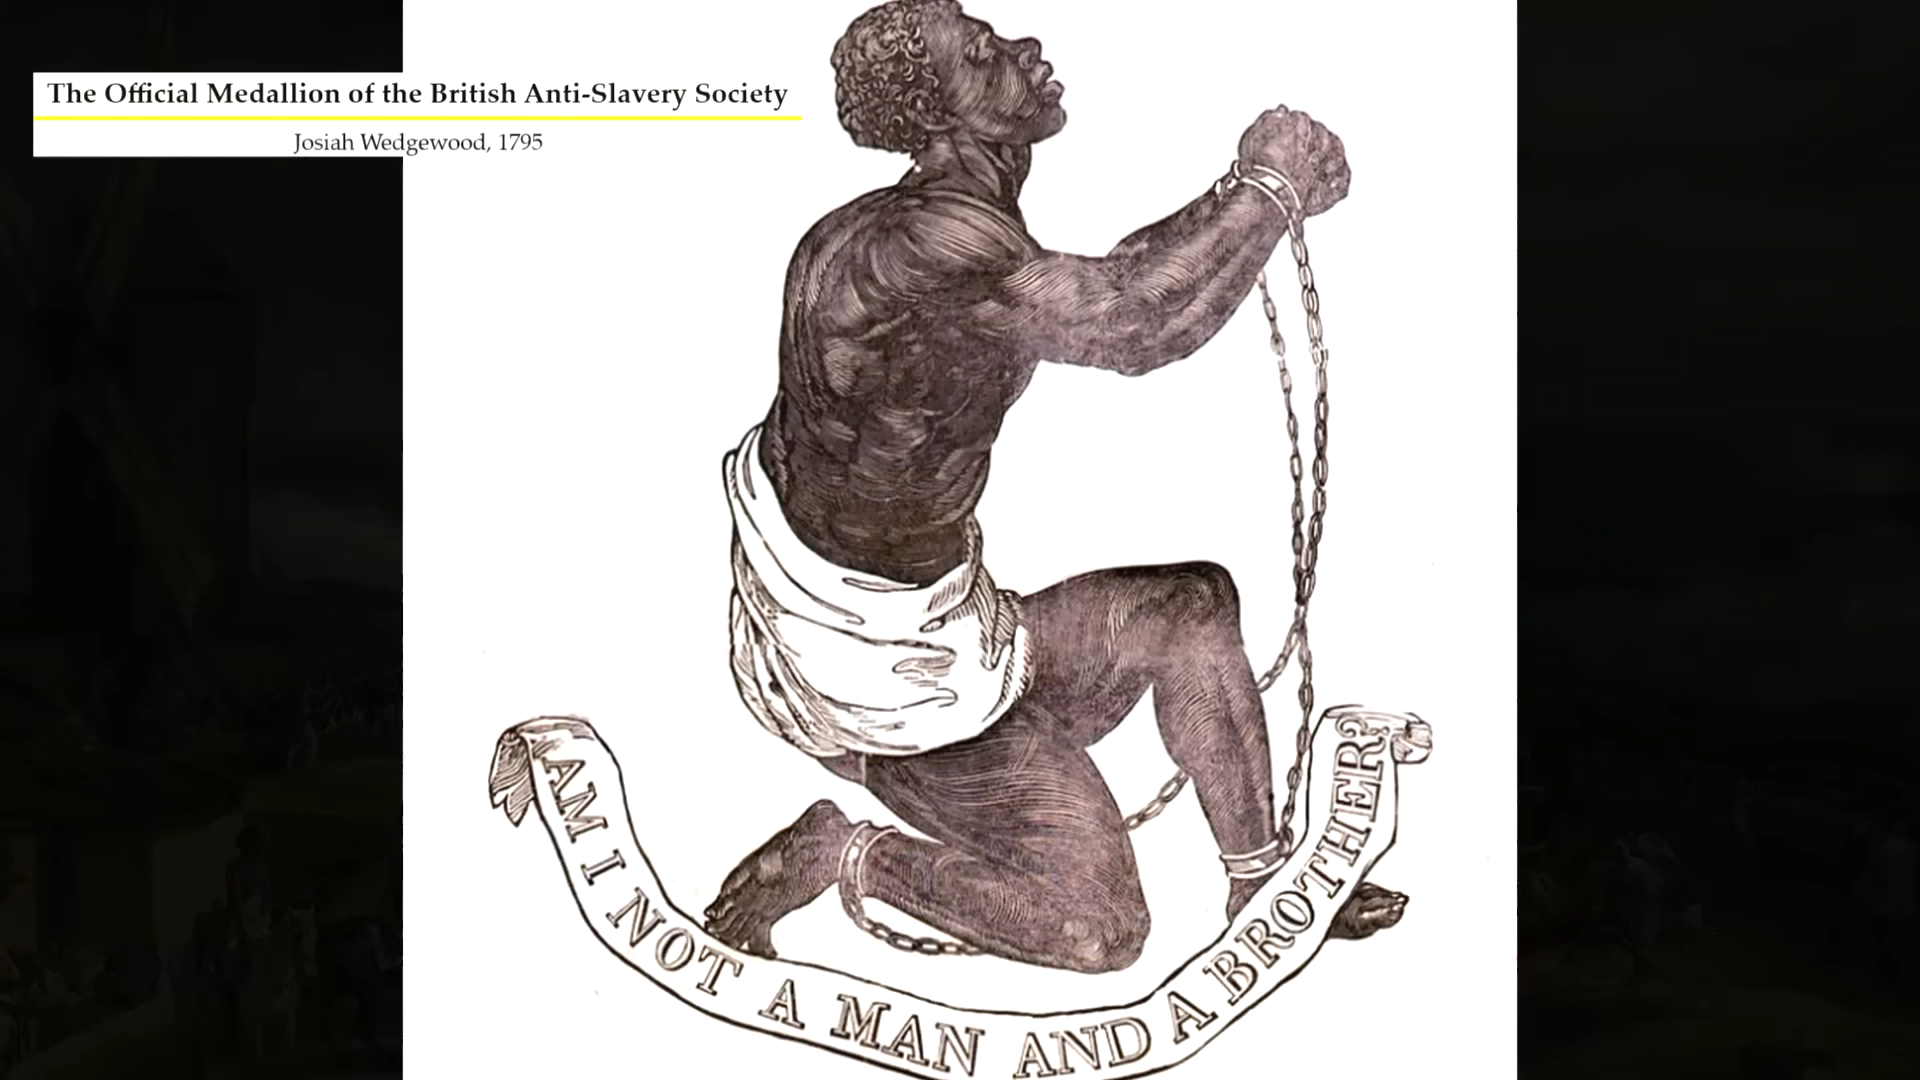 The Official Medallion of the British Anti-Slavery Society
Josiah Wedgewood, 1795
AM I NOT A MAN AND A BROTHER?